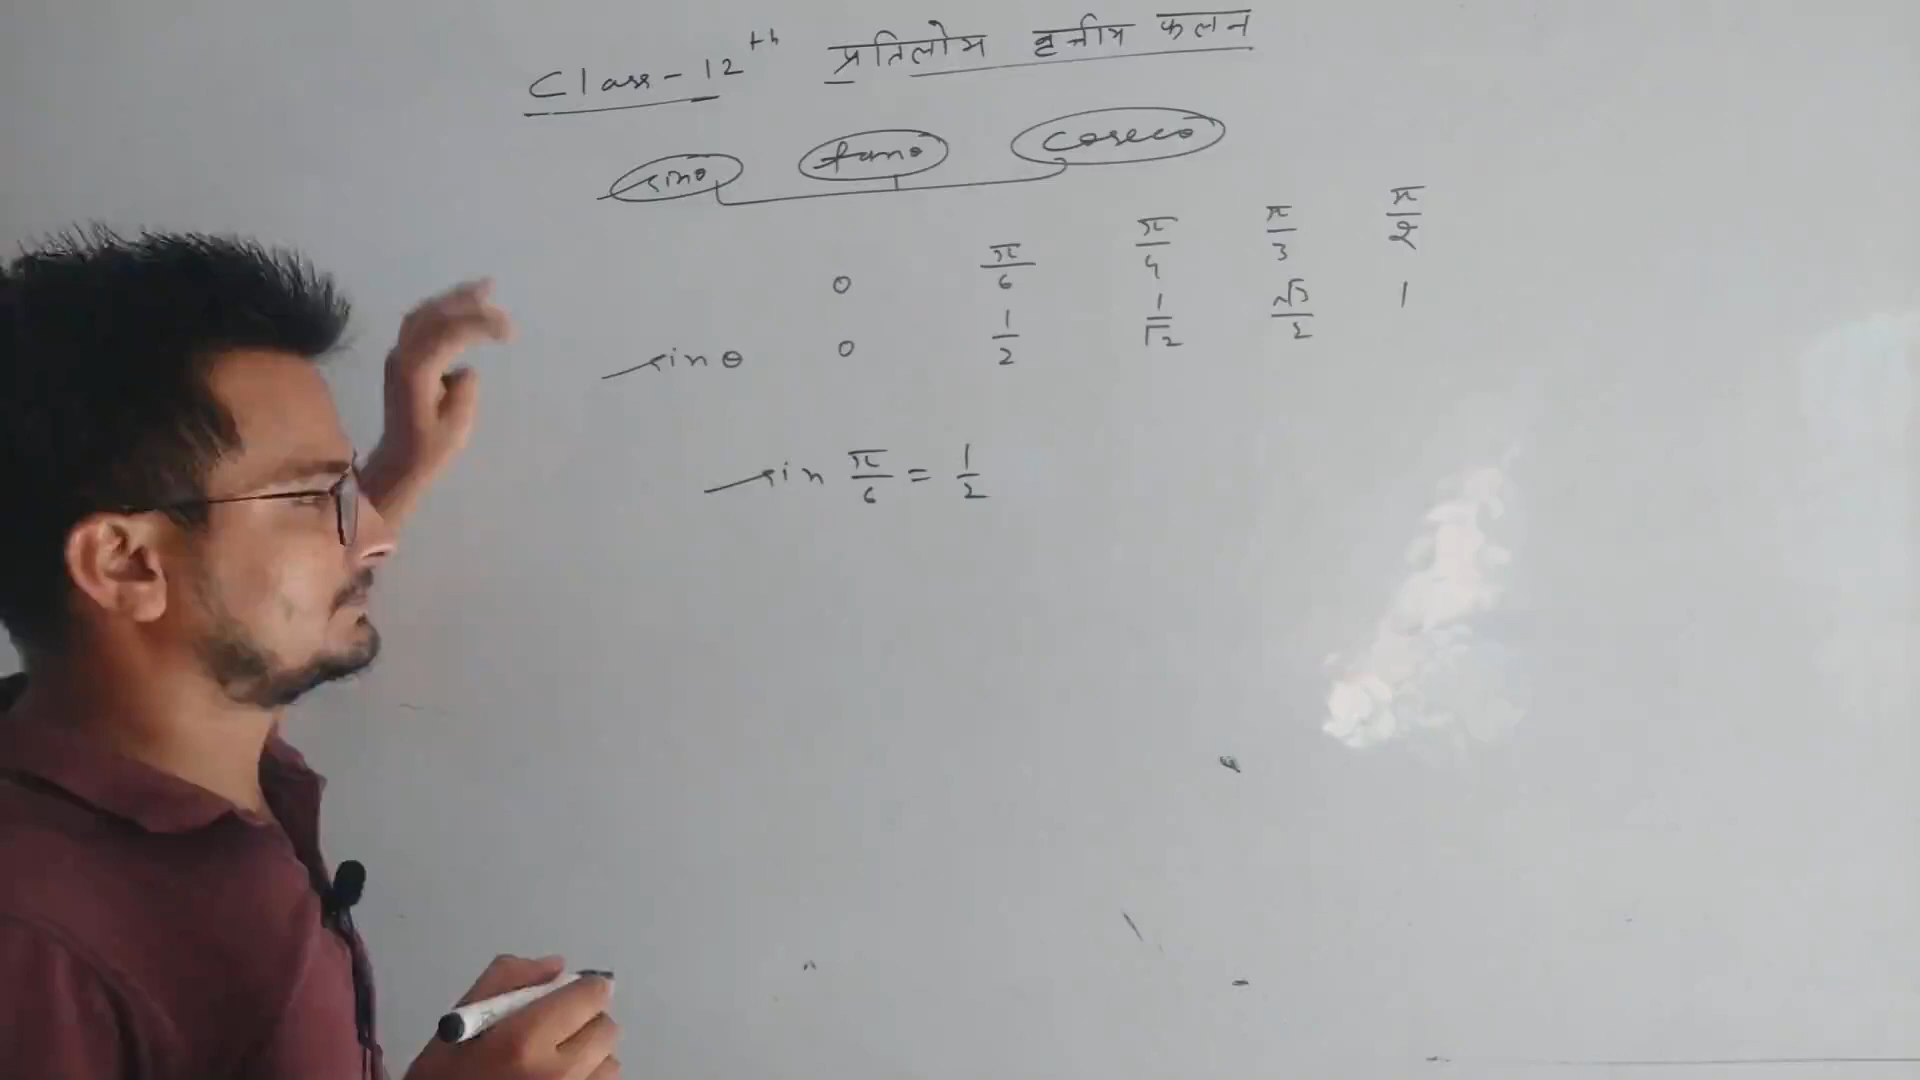 Class-12th प्रतिलोम वृत्तीय फलन
sinθ tanθ cosecθ
0 π/6 π/4 π/3 π/2
sinθ 0 1/2 1/√2 √3/2 1
sin π/6 = 1/2